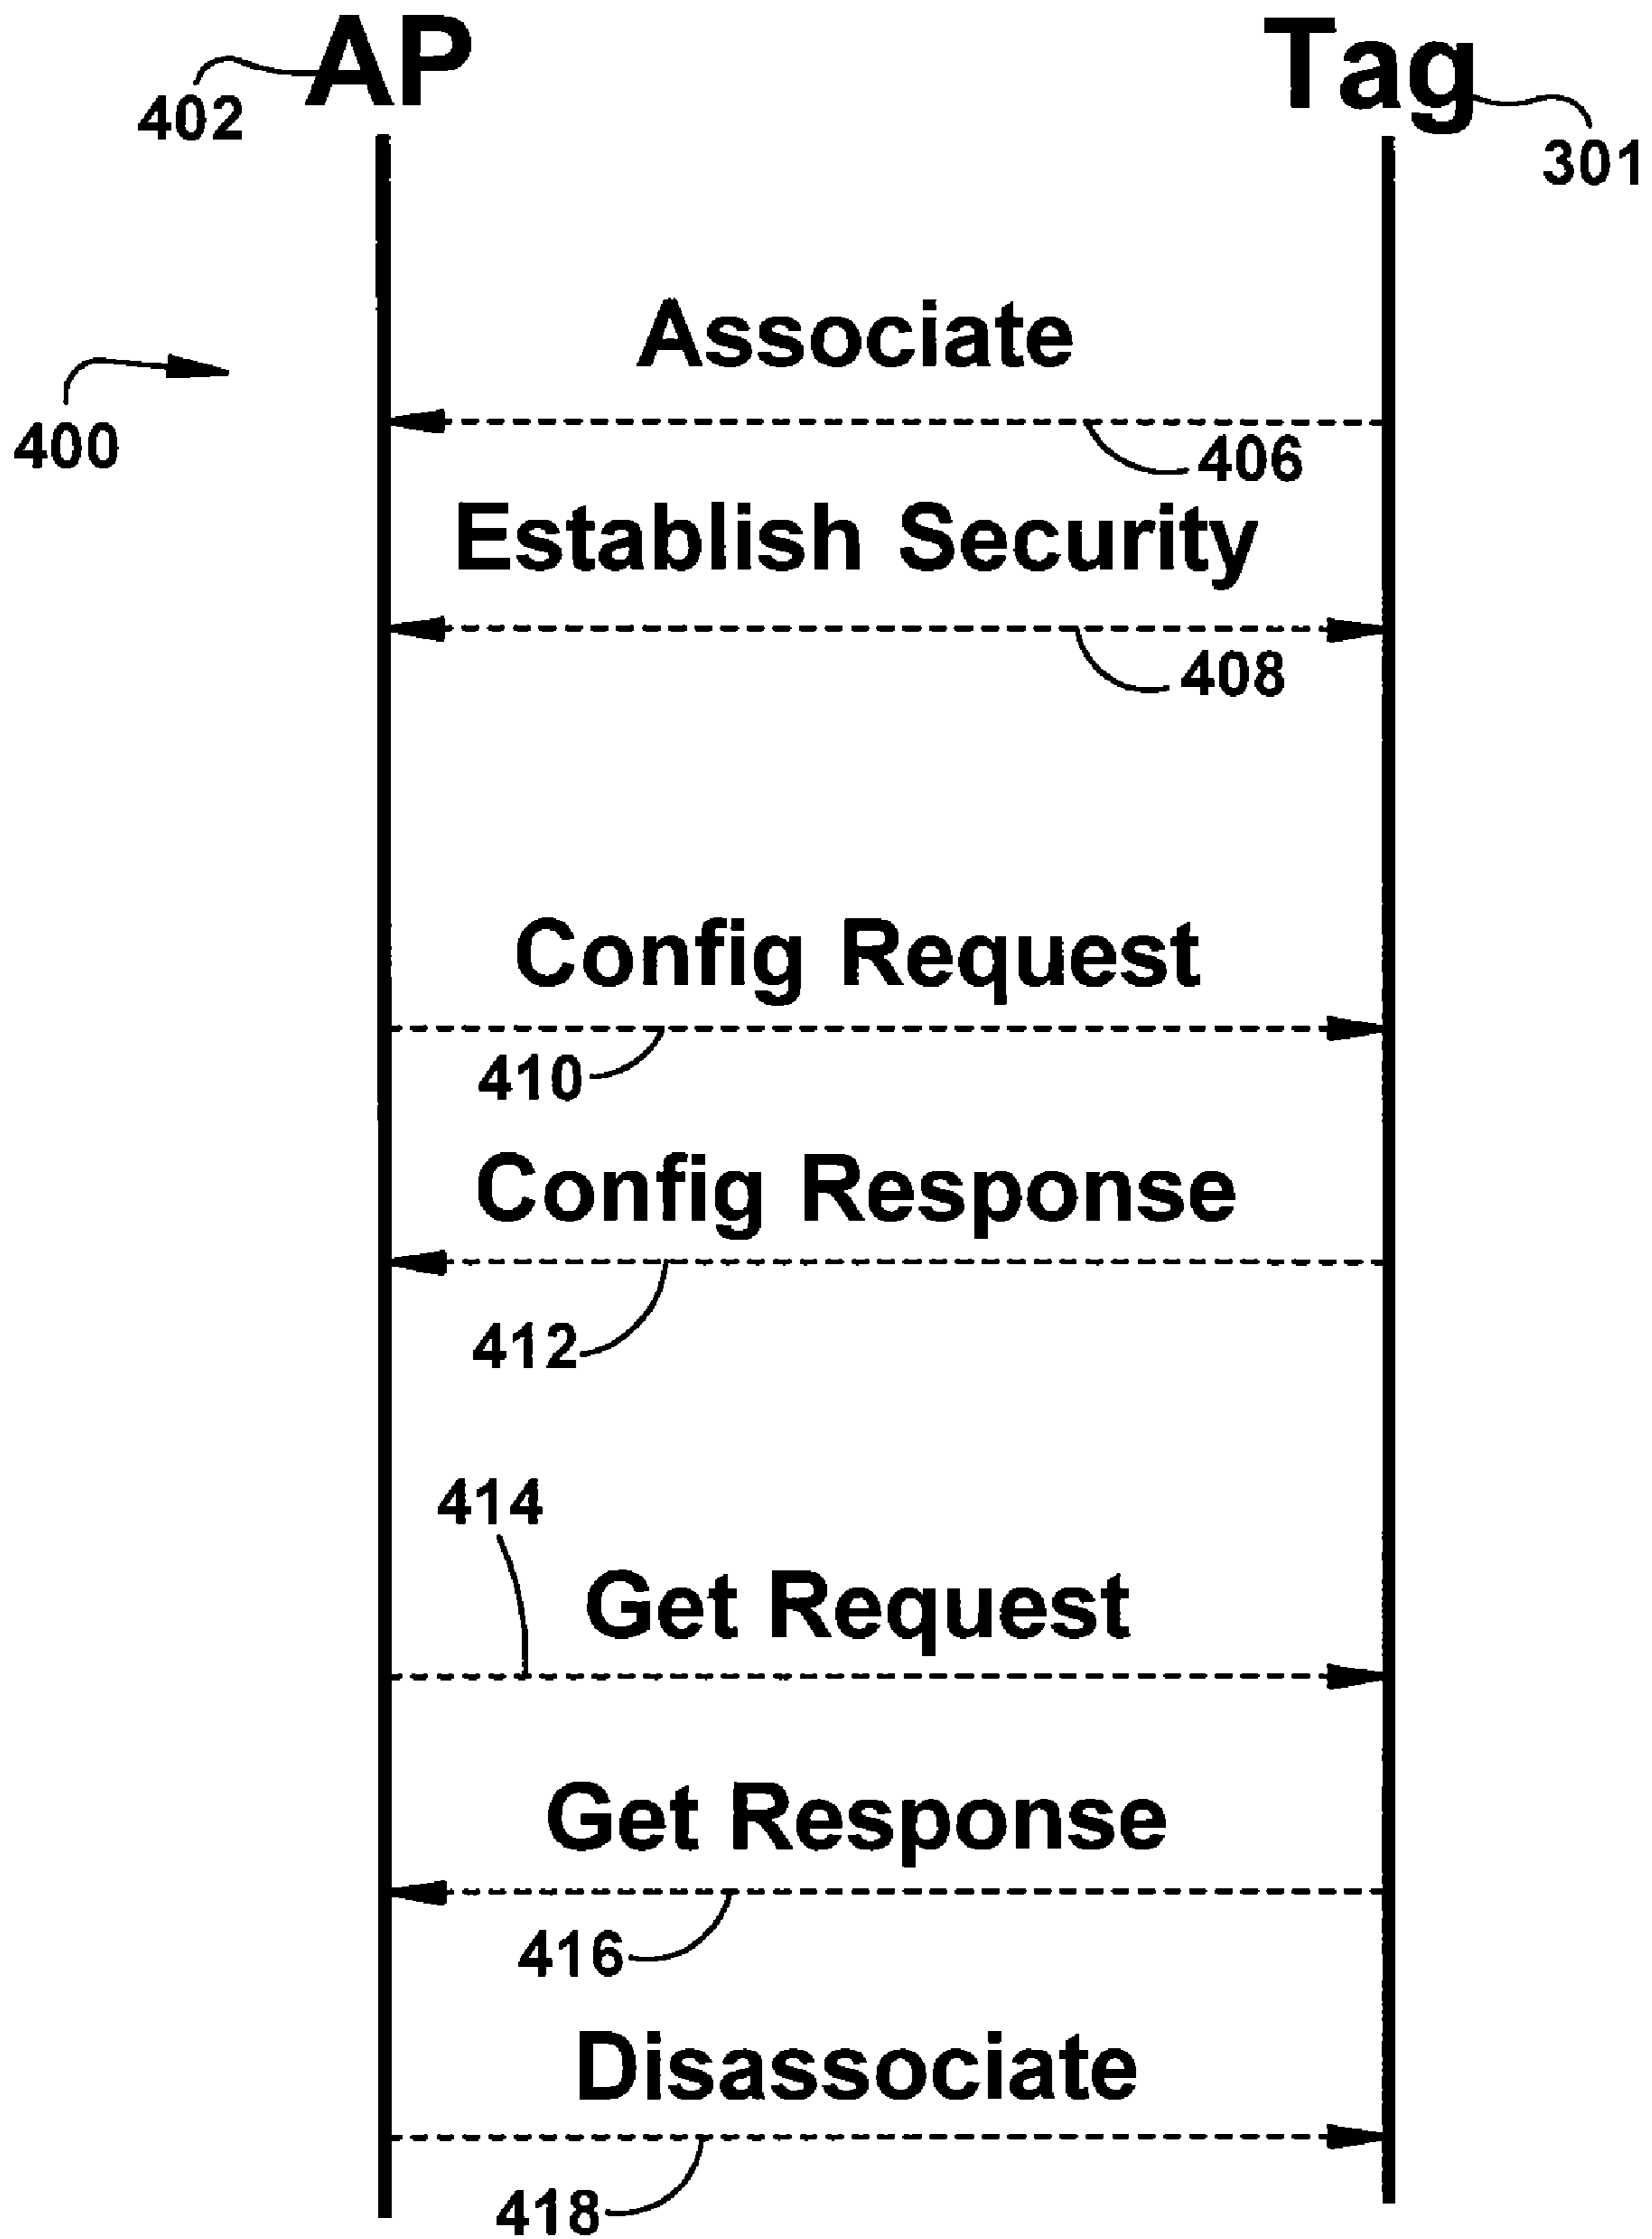 AP
Tag
402
301
Associate
400
406
Establish Security
408
Config Request
410
Config Response
412
414
Get Request
Get Response
416
Disassociate
418